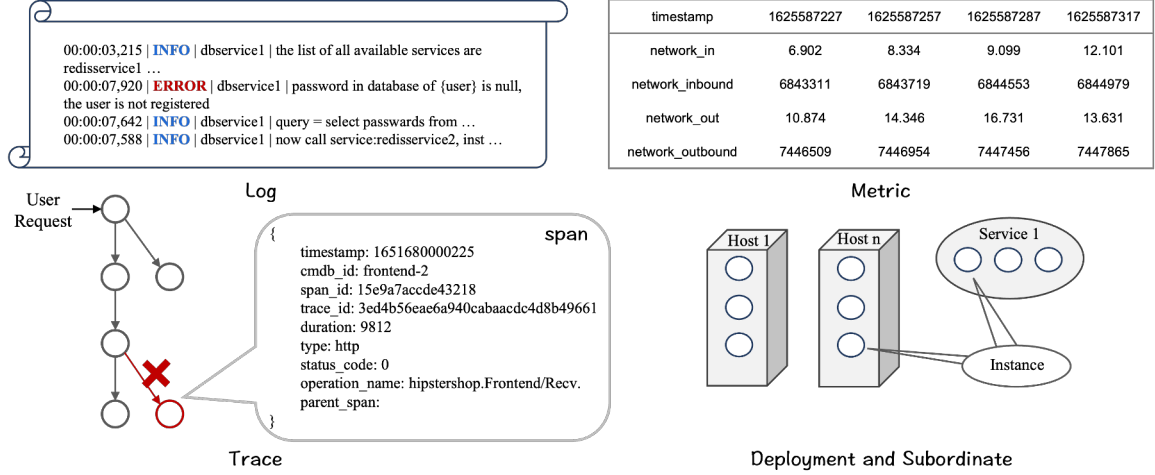 00:00:03,215 | INFO | dbservice1 | the list of all available services are
redisservice1 …
00:00:07,920 | ERROR | dbservice1 | password in database of {user} is null,
the user is not registered
00:00:07,642 | INFO | dbservice1 | query = select passwards from …
00:00:07,588 | INFO | dbservice1 | now call service:redisservice2, inst …
Log
timestamp 1625587227 1625587257 1625587287 1625587317
network_in 6.902 8.334 9.099 12.101
network_inbound 6843311 6843719 6844553 6844979
network_out 10.874 14.346 16.731 13.631
network_outbound 7446509 7446954 7447456 7447865
Metric
User
Request
span
{
timestamp: 1651680000225
cmdb_id: frontend-2
span_id: 15e9a7accde43218
trace_id: 3ed4b56eae6a940cabaacdc4d8b49661
duration: 9812
type: http
status_code: 0
operation_name: hipstershop.Frontend/Recv.
parent_span:
}
Trace
Host 1
Host n
Service 1
Instance
Deployment and Subordinate